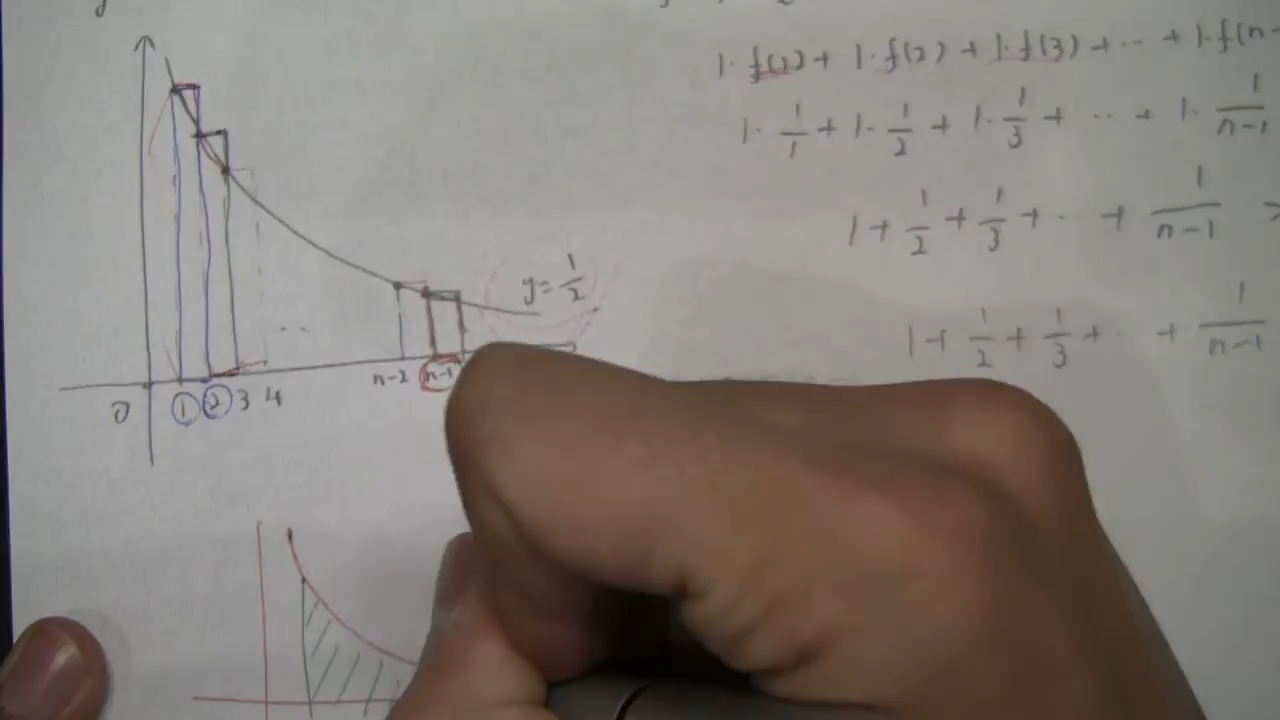 1·f(1) + 1·f(2) + 1·f(3) + ··· + 1·f(n-
1·1/1 + 1·1/2 + 1·1/3 + ··· + 1·1/n-1
1 + 1/2 + 1/3 + ··· + 1/n-1 >
1 + 1/2 + 1/3 + ··· + 1/n-1
y = 1/2
...
n-2 n-1
0 1 2 3 4